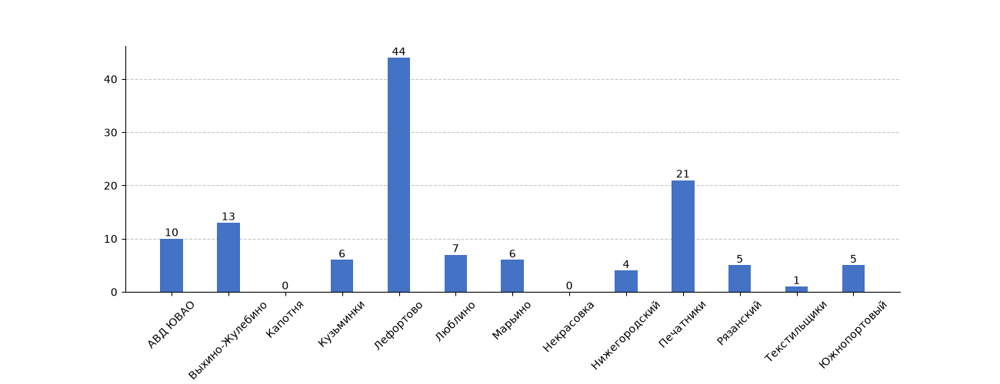 44
40
30
20
10
0
10
13
0
6
7
6
0
4
21
5
1
5
АВД ЮВАО
Выхино-Жулебино
Капотня
Кузьминки
Лефортово
Люблино
Марьино
Некрасовка
Нижегородский
Печатники
Рязанский
Текстильщики
Южнопортовый